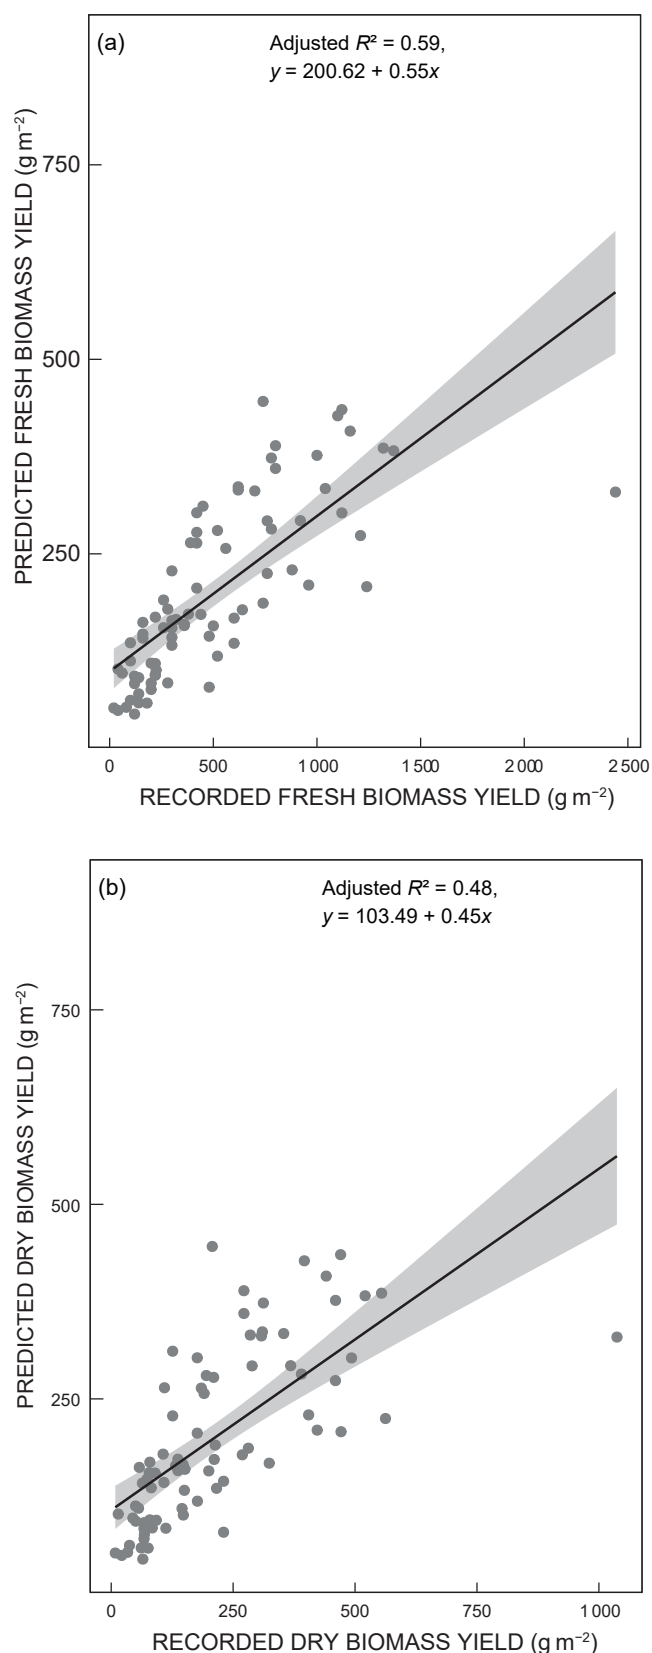 (a)
Adjusted R² = 0.59,
y = 200.62 + 0.55x
PREDICTED FRESH BIOMASS YIELD (g m⁻²)
750
500
250
0 500 1 000 1 500 2 000 2 500
RECORDED FRESH BIOMASS YIELD (g m⁻²)
(b)
Adjusted R² = 0.48,
y = 103.49 + 0.45x
PREDICTED DRY BIOMASS YIELD (g m⁻²)
750
500
250
0 250 500 750 1 000
RECORDED DRY BIOMASS YIELD (g m⁻²)